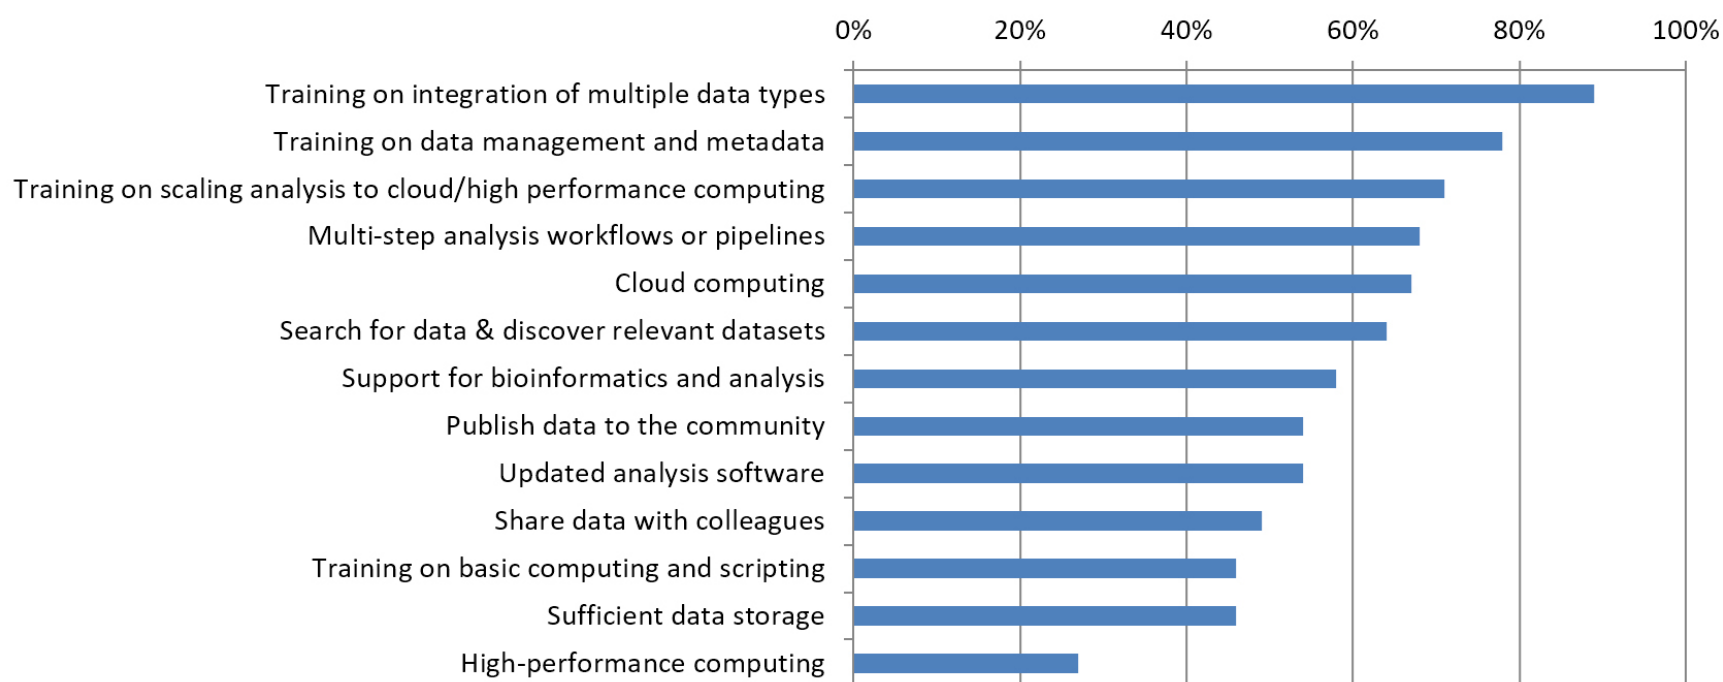 0% 20% 40% 60% 80% 100%
Training on integration of multiple data types
Training on data management and metadata
Training on scaling analysis to cloud/high performance computing
Multi-step analysis workflows or pipelines
Cloud computing
Search for data & discover relevant datasets
Support for bioinformatics and analysis
Publish data to the community
Updated analysis software
Share data with colleagues
Training on basic computing and scripting
Sufficient data storage
High-performance computing